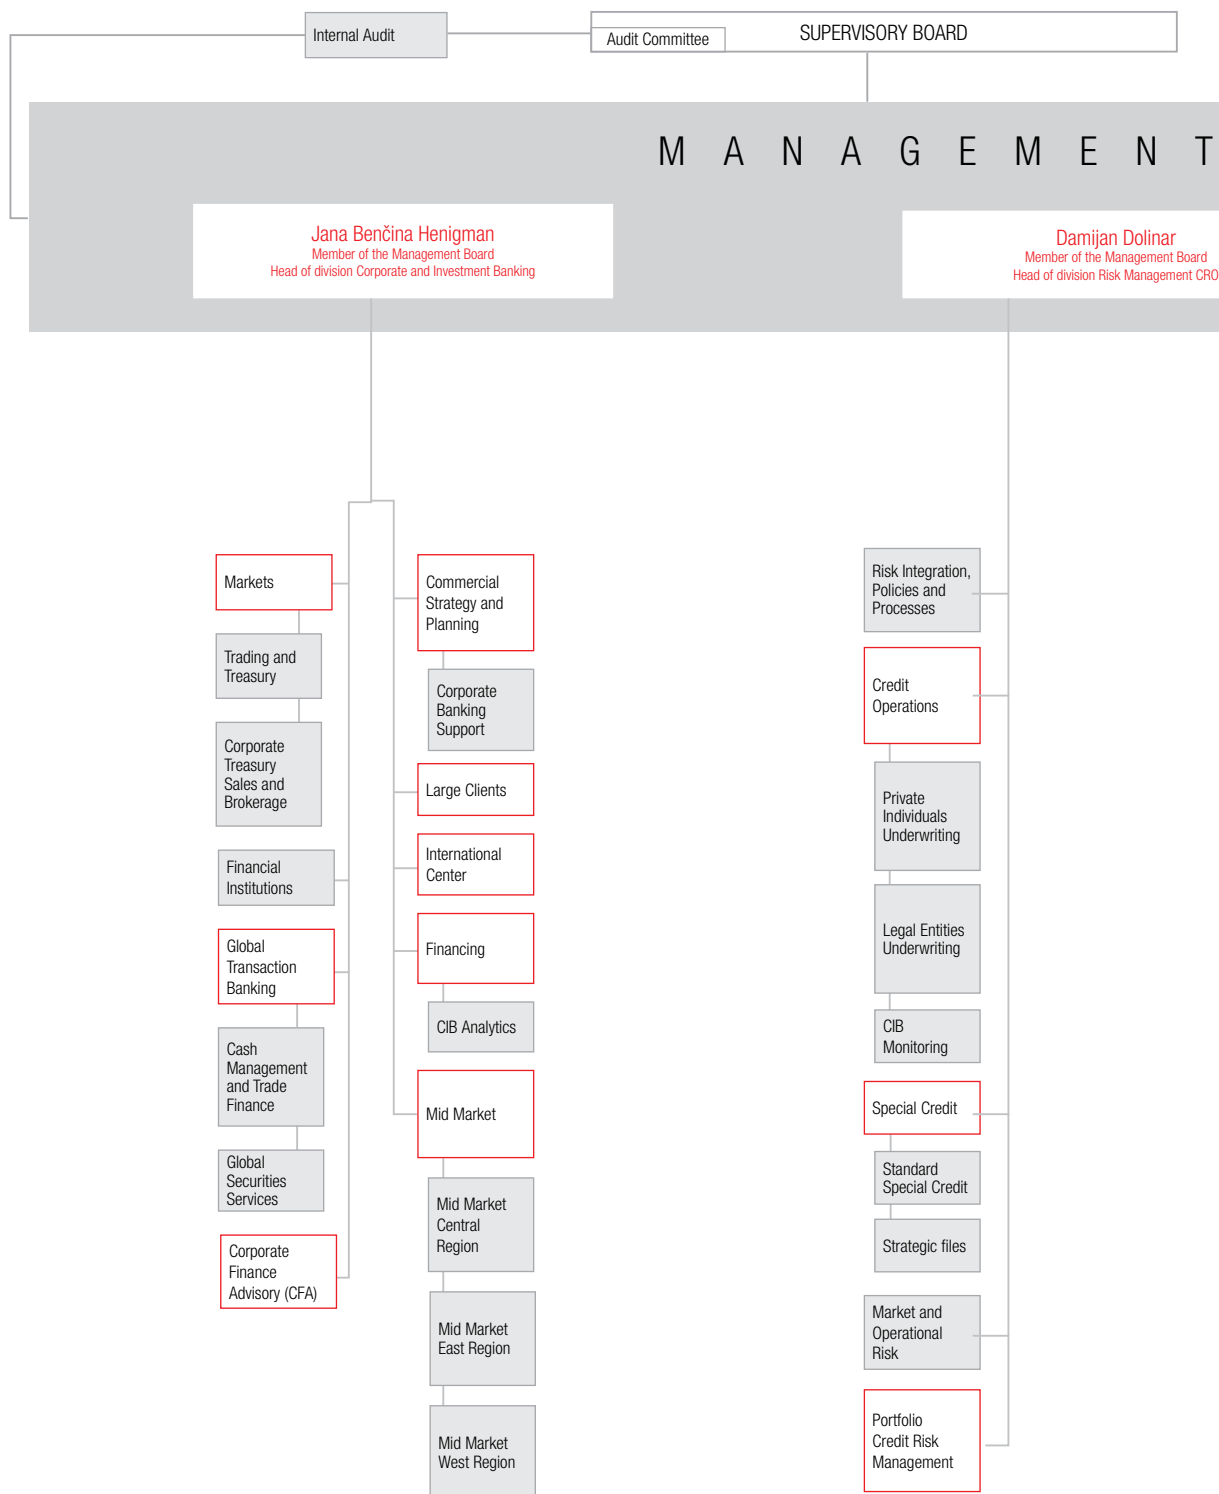 Internal Audit
Audit Committee
SUPERVISORY BOARD
MANAGEMENT
Jana Benčina Henigman
Member of the Management Board
Head of division Corporate and Investment Banking
Damijan Dolinar
Member of the Management Board
Head of division Risk Management CRO
Markets
Trading and
Treasury
Corporate
Treasury
Sales and
Brokerage
Financial
Institutions
Global
Transaction
Banking
Cash
Management
and Trade
Finance
Global
Securities
Services
Corporate
Finance
Advisory (CFA)
Commercial
Strategy and
Planning
Corporate
Banking
Support
Large Clients
International
Center
Financing
CIB Analytics
Mid Market
Mid Market
Central
Region
Mid Market
East Region
Mid Market
West Region
Risk Integration,
Policies and
Processes
Credit
Operations
Private
Individuals
Underwriting
Legal Entities
Underwriting
CIB
Monitoring
Special Credit
Standard
Special Credit
Strategic files
Market and
Operational
Risk
Portfolio
Credit Risk
Management